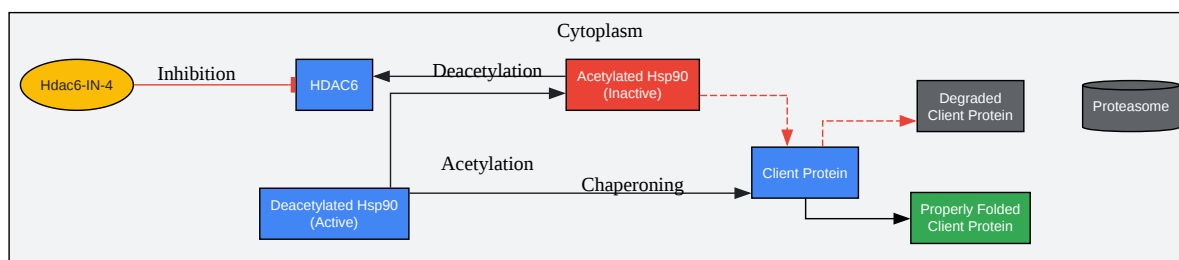 Cytoplasm
Hdac6-IN-4
Inhibition
HDAC6
Deacetylation
Acetylated Hsp90
(Inactive)
Degraded
Client Protein
Proteasome
Acetylation
Client Protein
Chaperoning
Deacetylated Hsp90
(Active)
Properly Folded
Client Protein